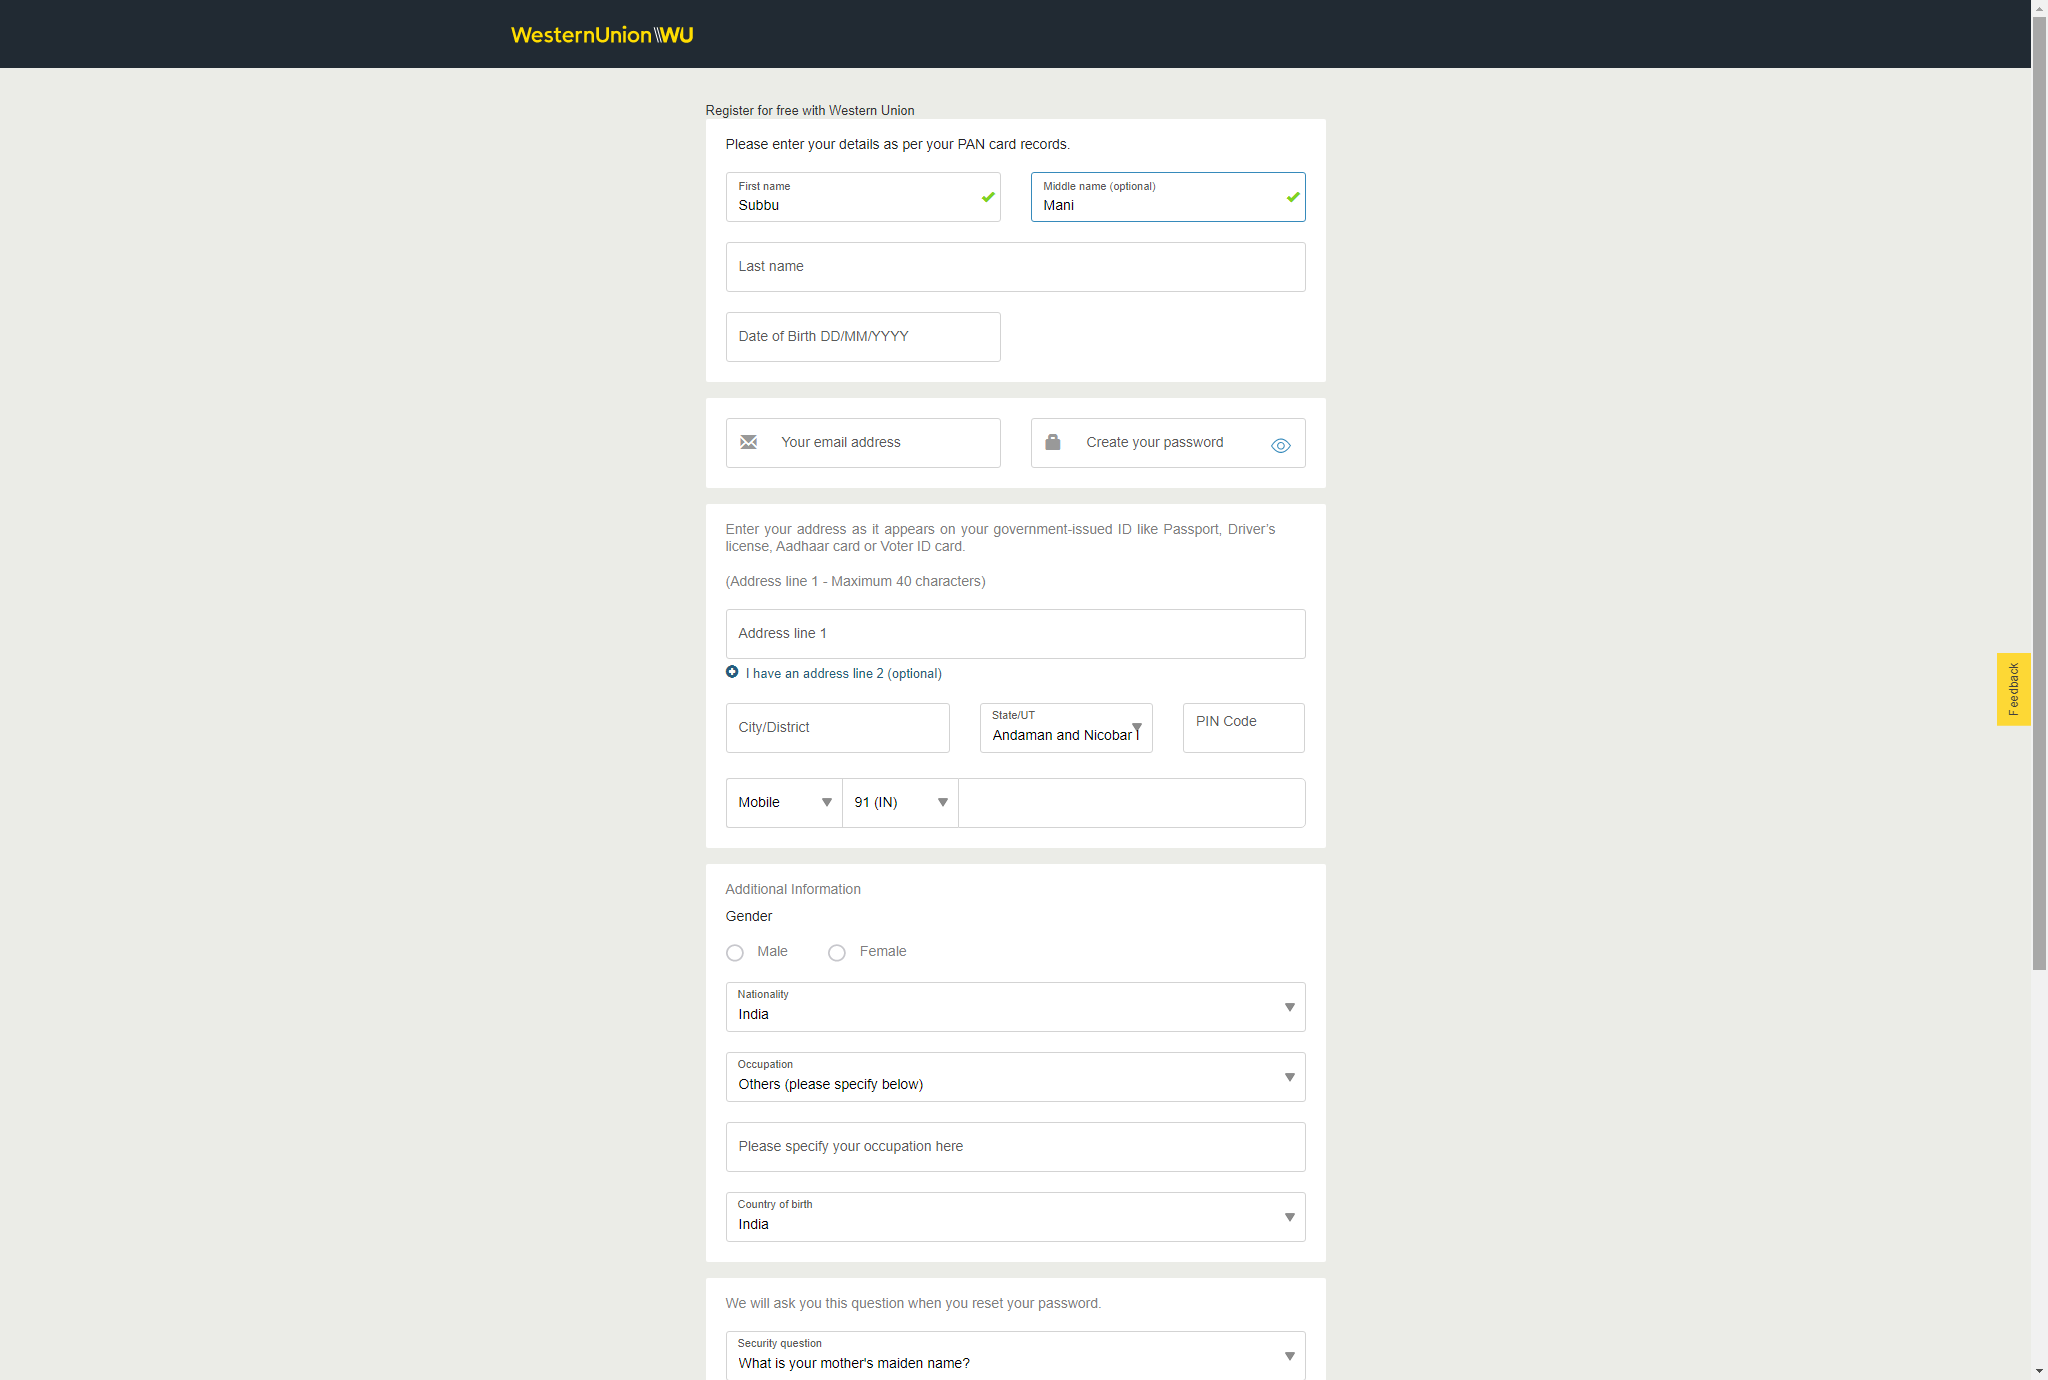 WesternUnion WU
Register for free with Western Union
Please enter your details as per your PAN card records.
First name
Subbu
Middle name (optional)
Mani
Last name
Date of Birth DD/MM/YYYY
Your email address
Create your password
Enter your address as it appears on your government-issued ID like Passport, Driver’s
license, Aadhaar card or Voter ID card.
(Address line 1 - Maximum 40 characters)
Address line 1
I have an address line 2 (optional)
City/District
State/UT
Andaman and Nicobar
PIN Code
Mobile
91 (IN)
Feedback
Additional Information
Gender
Male
Female
Nationality
India
Occupation
Others (please specify below)
Please specify your occupation here
Country of birth
India
We will ask you this question when you reset your password.
Security question
What is your mother's maiden name?